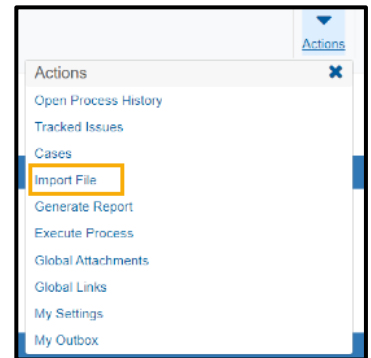 Actions
Actions
Open Process History
Tracked Issues
Cases
Import File
Generate Report
Execute Process
Global Attachments
Global Links
My Settings
My Outbox